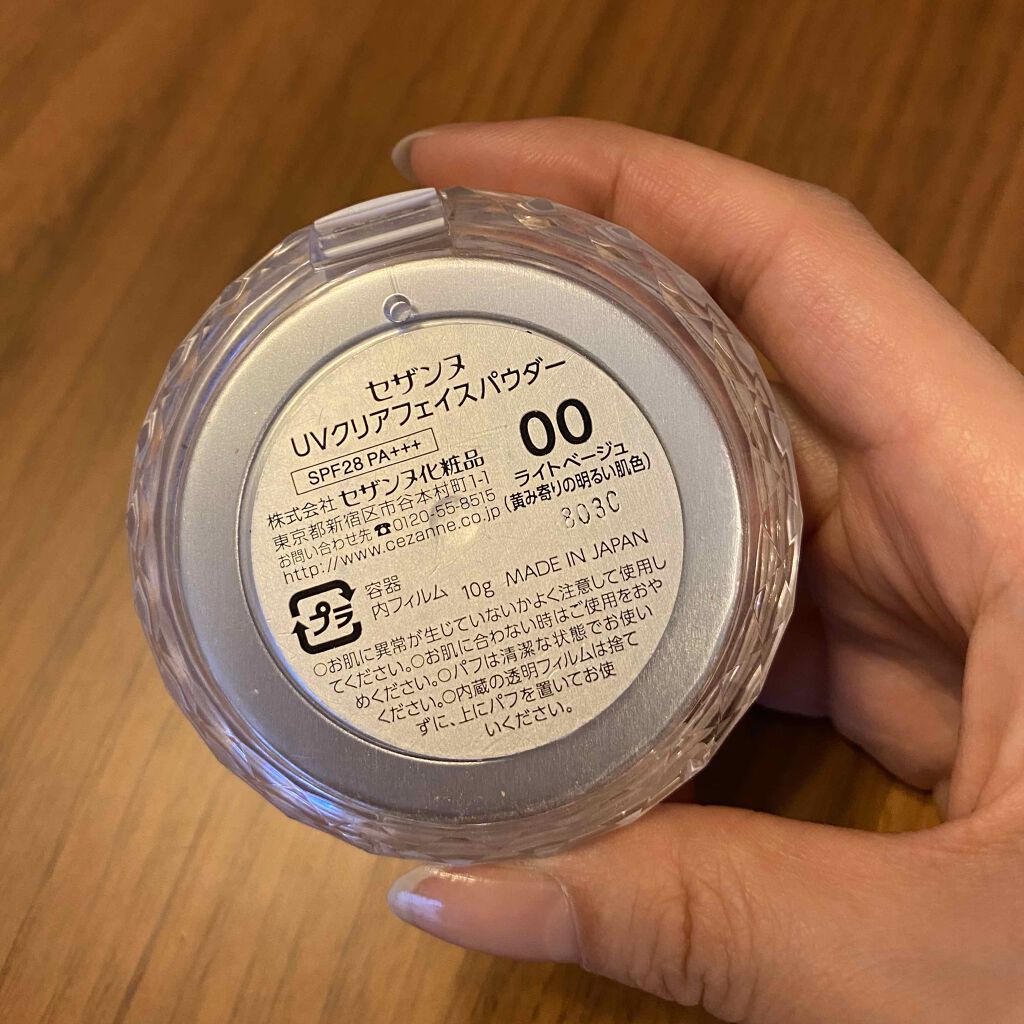 セザンヌ
UVクリアフェイスパウダー
SPF28 PA+++
00
ライトベージュ
(黄み寄りの明るい肌色)
株式会社 セザンヌ化粧品
東京都新宿区市谷本村町1-1
お問い合わせ先☎0120-55-8515
http://www.cezanne.co.jp
803C
プラ
容器
内フィルム 10g MADE IN JAPAN
○お肌に異常が生じていないかよく注意して使用し
てください。○お肌に合わない時はご使用をおや
めください。○パフは清潔な状態でお使い
ください。○内蔵の透明フィルムは捨て
ずに、上にパフを置いてお使
いください。